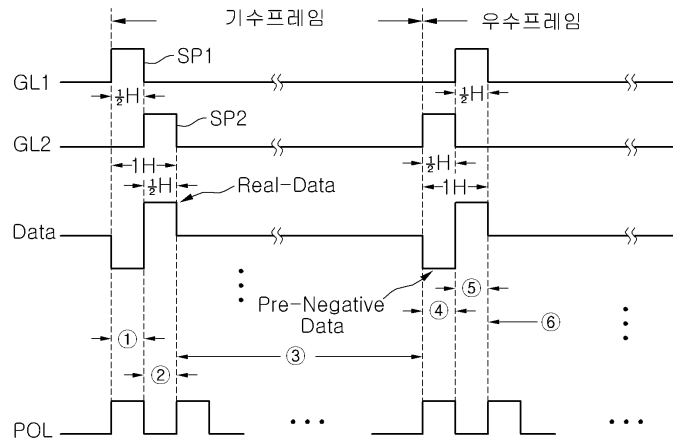 기수프레임 우수프레임
SP1
GL1
½H ½H
SP2
GL2
1H ½H
½H Real-Data 1H
Data
Pre-Negative
Data
① ④ ⑤ ⑥
② ③
POL